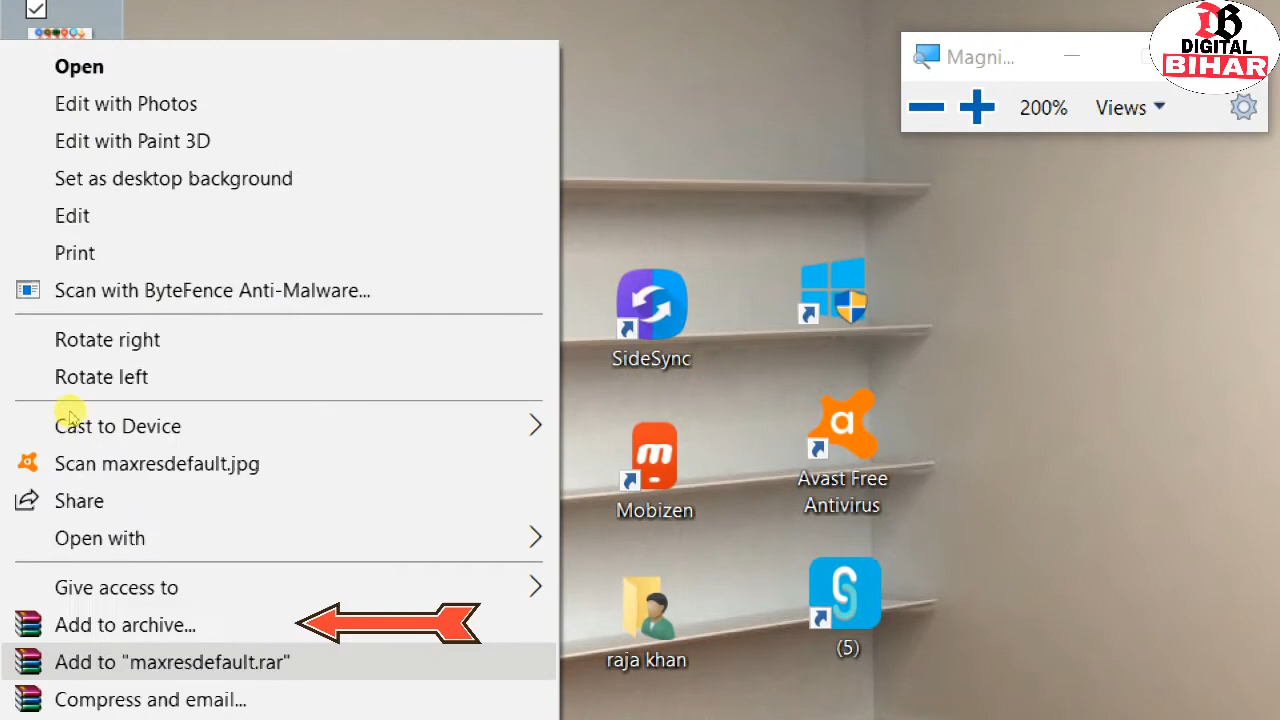 Open
Edit with Photos
Edit with Paint 3D
Set as desktop background
Edit
Print
Scan with ByteFence Anti-Malware...
Rotate right
Rotate left
Cast to Device
Scan maxresdefault.jpg
Share
Open with
Give access to
Add to archive...
Add to "maxresdefault.rar"
Compress and email...
Magni...
200%
Views
DB
DIGITAL
BIHAR
SideSync
Mobizen
Avast Free
Antivirus
raja khan
(5)